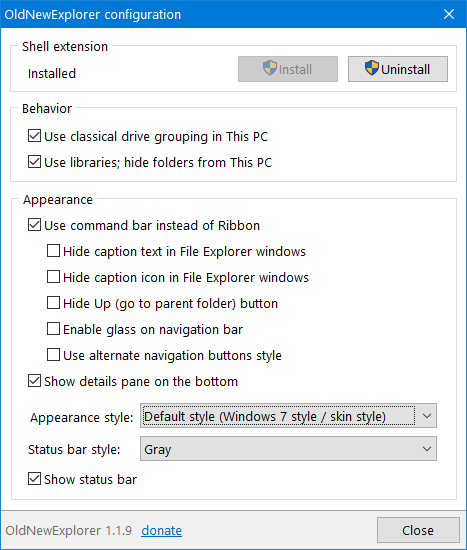 OldNewExplorer configuration
Shell extension
Installed
Install
Uninstall
Behavior
Use classical drive grouping in This PC
Use libraries; hide folders from This PC
Appearance
Use command bar instead of Ribbon
Hide caption text in File Explorer windows
Hide caption icon in File Explorer windows
Hide Up (go to parent folder) button
Enable glass on navigation bar
Use alternate navigation buttons style
Show details pane on the bottom
Appearance style: Default style (Windows 7 style / skin style)
Status bar style: Gray
Show status bar
OldNewExplorer 1.1.9 donate
Close